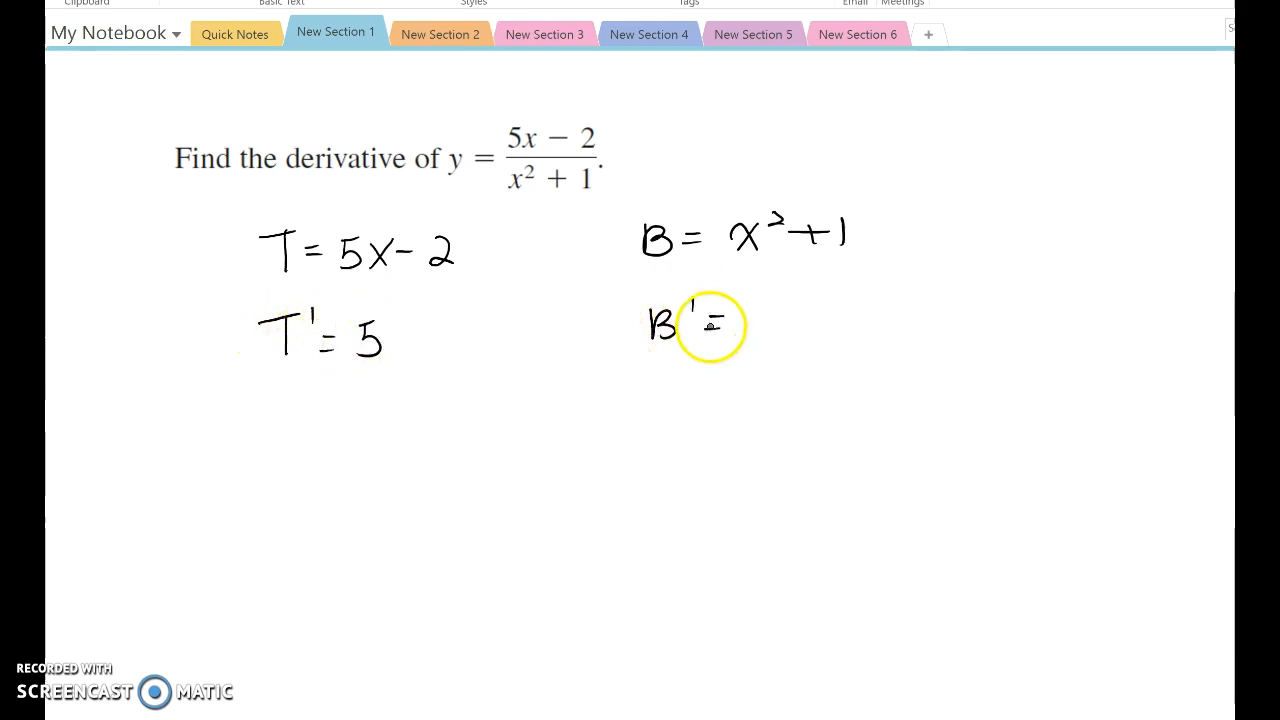 Clipboard Basic Text Styles Tags Email Meetings
My Notebook Quick Notes New Section 1 New Section 2 New Section 3 New Section 4 New Section 5 New Section 6 +
Find the derivative of y = (5x − 2)/(x² + 1).
T = 5x − 2 B = x² + 1
T' = 5 B' =
RECORDED WITH
SCREENCAST MATIC